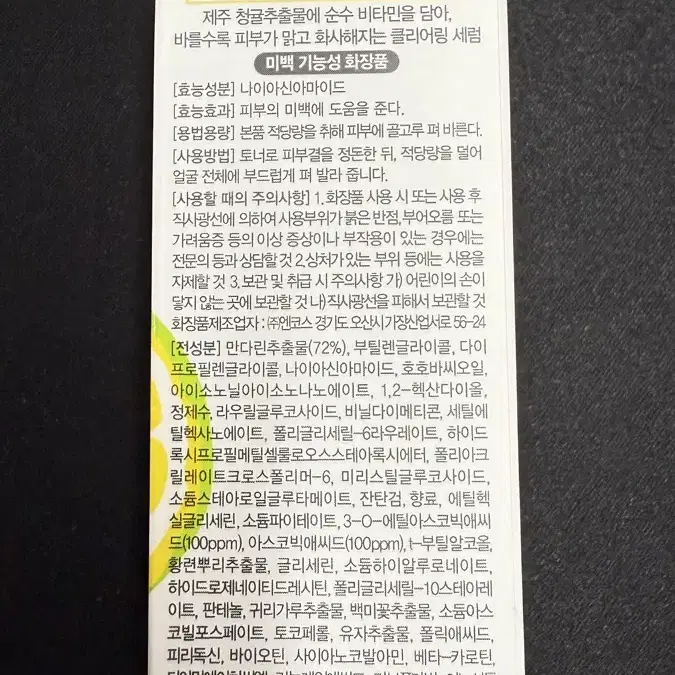 제주 청귤추출물에 순수 비타민을 담아,
바를수록 피부가 맑고 화사해지는 클리어링 세럼
미백 기능성 화장품
[효능성분] 나이아신아마이드
[효능효과] 피부의 미백에 도움을 준다.
[용법용량] 본품 적당량을 취해 피부에 골고루 펴 바른다.
[사용방법] 토너로 피부결을 정돈한 뒤, 적당량을 덜어
얼굴 전체에 부드럽게 펴 발라 줍니다.
[사용할 때의 주의사항] 1. 화장품 사용 시 또는 사용 후
직사광선에 의하여 사용부위가 붉은 반점, 부어오름 또는
가려움증 등의 이상 증상이나 부작용이 있는 경우에는
전문의 등과 상담할 것 2.상처가 있는 부위 등에는 사용을
자제할 것 3. 보관 및 취급 시 주의사항 가) 어린이의 손이
닿지 않는 곳에 보관할 것 나)직사광선을 피해서 보관할 것
화장품제조업자 : ㈜엔코스 경기도 오산시 가장산업서로 56-24
[전성분] 만다린추출물(72%), 부틸렌글라이콜, 다이
프로필렌글라이콜, 나이아신아마이드, 호호바씨오일,
아이소노닐아이소노나노에이트, 1,2-헥산다이올,
정제수, 라우릴글루코사이드, 비닐다이메티콘, 세틸에
틸헥사노에이트, 폴리글리세릴-6라우레이트, 하이드
록시프로필메틸셀룰로오스스테아록시에터, 폴리아크
릴레이트크로스폴리머-6, 미리스틸글루코사이드,
소듐스테아로일글루타메이트, 잔탄검, 향료, 에틸헥
실글리세린, 소듐파이테이트, 3-O-에틸아스코빅애씨
드(100ppm), 아스코빅애씨드(100ppm), t-부틸알코올,
황련뿌리추출물, 글리세린, 소듐하이알루로네이트,
하이드로제네이티드레시틴, 폴리글리세릴-10스테아레
이트, 판테놀, 귀리가루추출물, 백미꽃추출물, 소듐아스
코빌포스페이트, 토코페롤, 유자추출물, 폴릭애씨드,
피리독신, 바이오틴, 사이아노코발아민, 베타-카로틴,